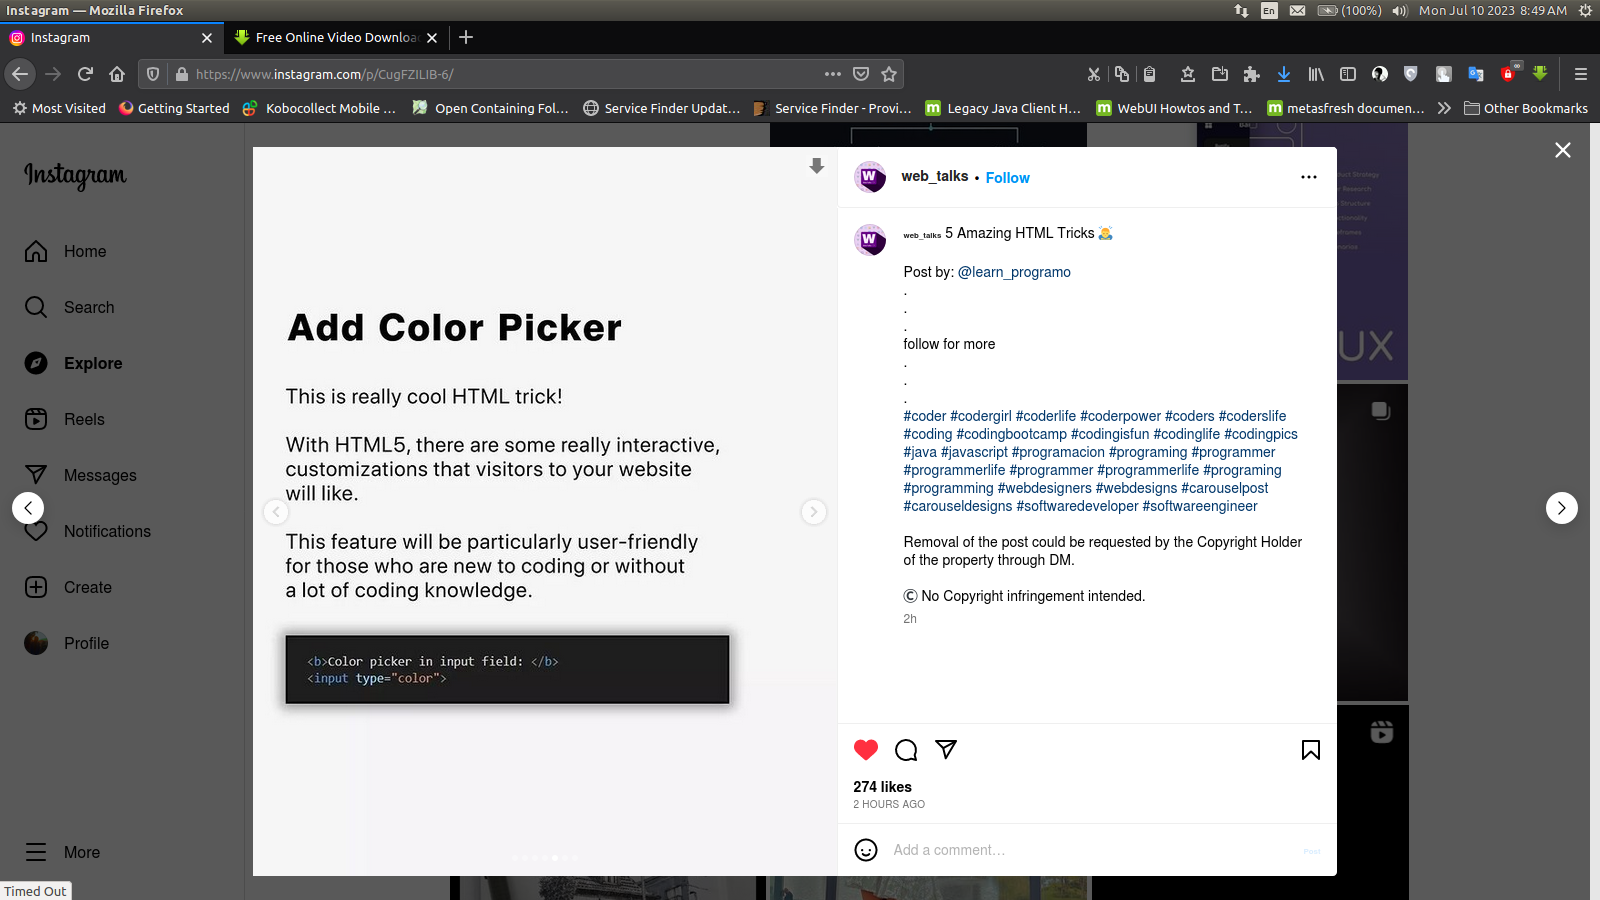 Instagram — Mozilla Firefox
En
(100%)
Mon Jul 10 2023 8:49 AM
Instagram
Free Online Video Downloa
https://www.instagram.com/p/CugFZILIB-6/
Most Visited
Getting Started
Kobocollect Mobile ...
Open Containing Fol...
Service Finder Updat...
Service Finder - Provi...
Legacy Java Client H...
WebUI Howtos and T...
metasfresh documen...
Other Bookmarks
Instagram
Home
Search
Explore
Reels
Messages
Notifications
Create
Profile
More
Timed Out
Add Color Picker
This is really cool HTML trick!
With HTML5, there are some really interactive,
customizations that visitors to your website
will like.
This feature will be particularly user-friendly
for those who are new to coding or without
a lot of coding knowledge.
<b>Color picker in input field: </b>
<input type="color">
web_talks • Follow
web_talks 5 Amazing HTML Tricks
Post by: @learn_programo
.
.
.
follow for more
.
.
.
#coder #codergirl #coderlife #coderpower #coders #coderslife
#coding #codingbootcamp #codingisfun #codinglife #codingpics
#java #javascript #programacion #programing #programmer
#programmerlife #programmer #programmerlife #programing
#programming #webdesigners #webdesigns #carouselpost
#carouseldesigns #softwaredeveloper #softwareengineer
Removal of the post could be requested by the Copyright Holder
of the property through DM.
© No Copyright infringement intended.
2h
274 likes
2 HOURS AGO
Add a comment...
Post
UX